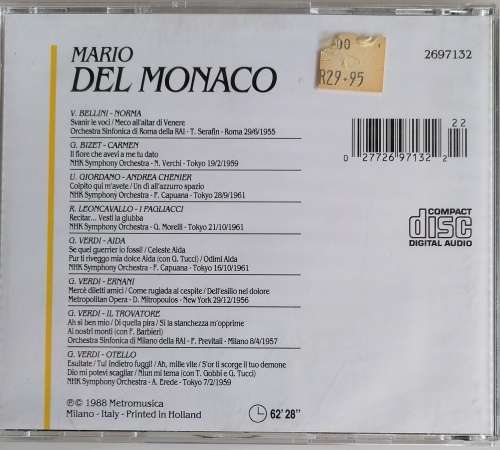 MARIO
DEL MONACO
00
R29.95
2697132
V. BELLINI - NORMA
Svanir le voci / Meco all'altar di Venere
Orchestra Sinfonica di Roma della RAI - T. Serafin - Roma 29/6/1955
G. BIZET - CARMEN
Il fiore che avevi a me tu dato
NHK Symphony Orchestra - N. Verchi - Tokyo 19/2/1959
U. GIORDANO - ANDREA CHENIER
Colpito qui m'avete / Un dì all'azzurro spazio
NHK Symphony Orchestra - F. Capuana - Tokyo 28/9/1961
R. LEONCAVALLO - I PAGLIACCI
Recitar... Vesti la giubba
NHK Symphony Orchestra - G. Morelli - Tokyo 21/10/1961
G. VERDI - AIDA
Se quel guerrier io fossi! / Celeste Aida
Pur ti riveggo mia dolce Aida (con G. Tucci) / Odimi Aida
NHK Symphony Orchestra - F. Capuana - Tokyo 16/10/1961
G. VERDI - ERNANI
Mercè diletti amici / Come rugiada al cespite / Dell'esilio nel dolore
Metropolitan Opera - D. Mitropoulos - New York 29/12/1956
G. VERDI - IL TROVATORE
Ah sì ben mio / Di quella pira / Sì la stanchezza m'opprime
Ai nostri monti (con F. Barbieri)
Orchestra Sinfonica di Milano della RAI - F. Previtali - Milano 8/4/1957
G. VERDI - OTELLO
Esultate / Tu! Indietro fuggi! / Ah, mille vite / S'or ti scorge il tuo demone
Dio mi potevi scagliar / Niun mi tema (con T. Gobbi e G. Tucci)
NHK Symphony Orchestra - A. Erede - Tokyo 7/2/1959
22
0 27726 97132 2
COMPACT
disc
DIGITAL AUDIO
℗© 1988 Metromusica
Milano - Italy - Printed in Holland
62' 28"